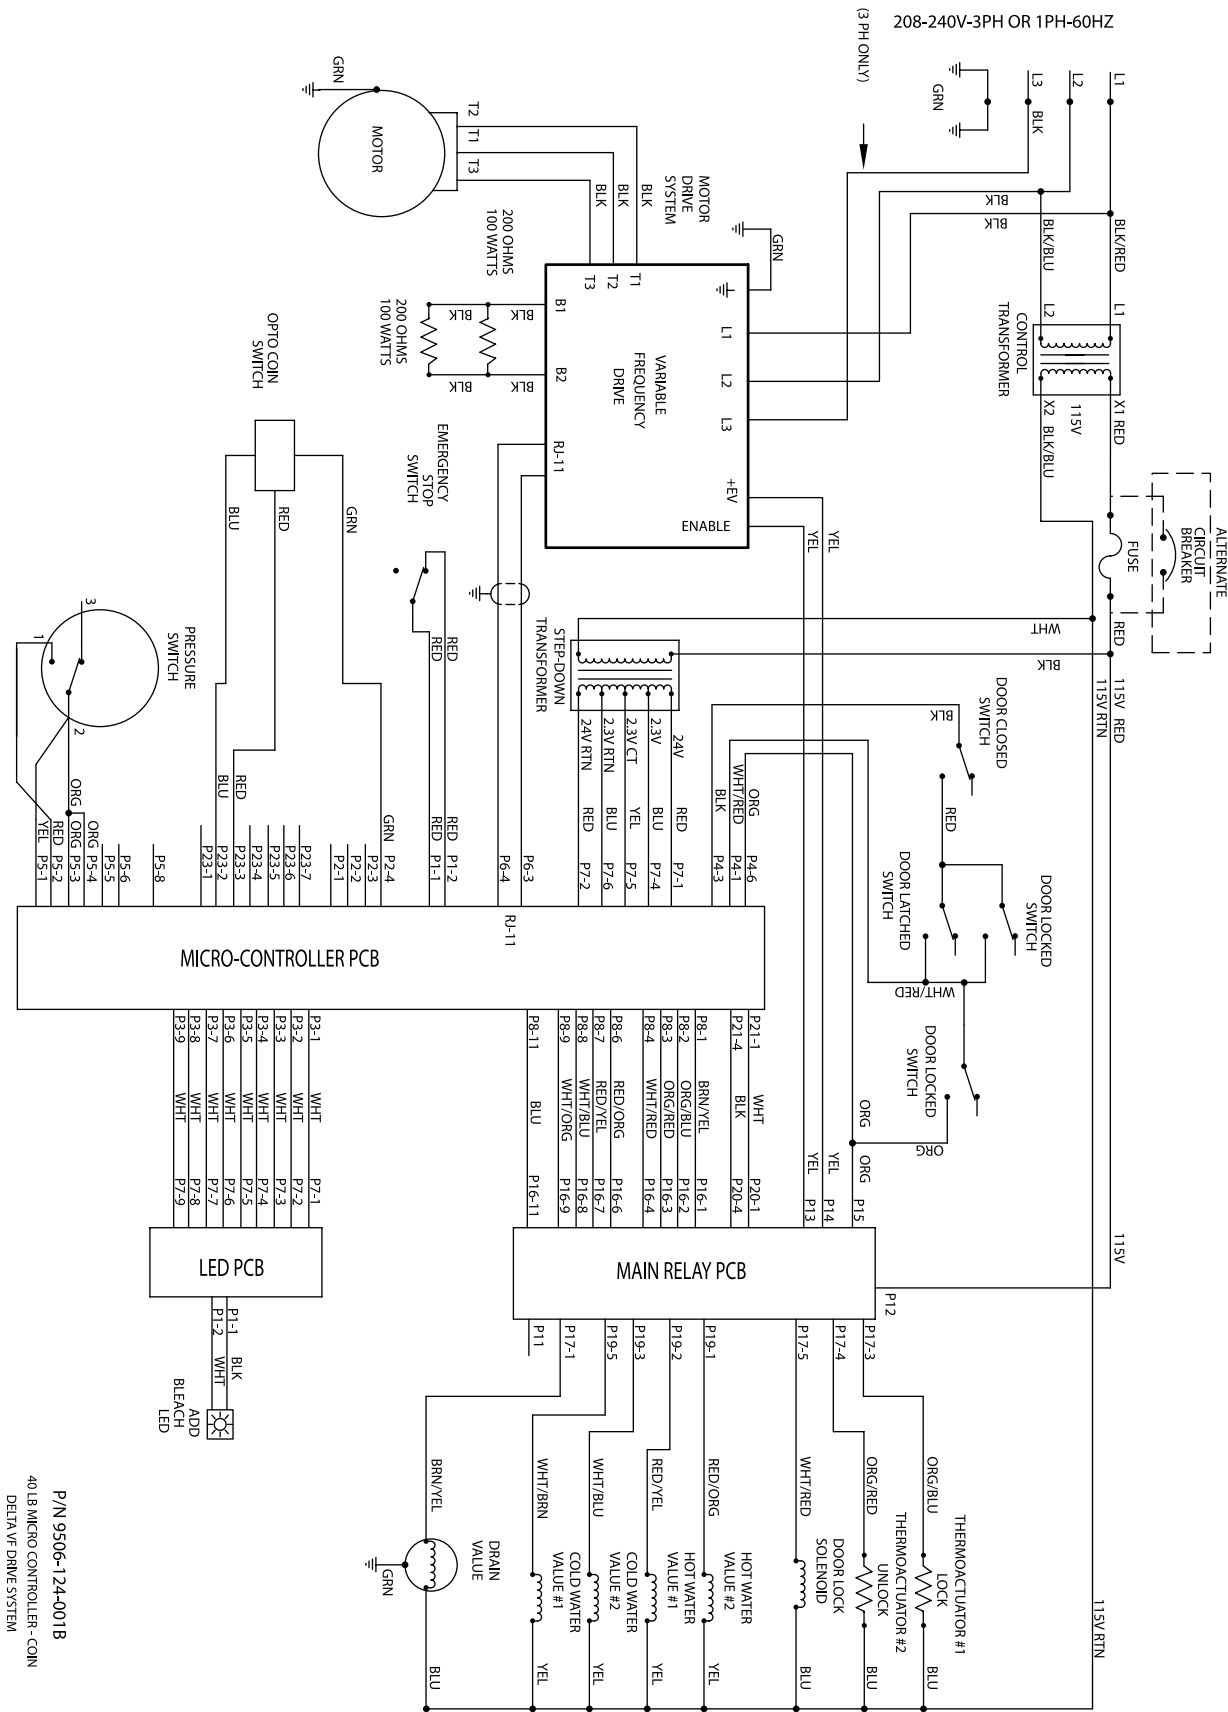 208-240V-3PH OR 1PH-60HZ
(3 PH ONLY)
L1
L2
L3
BLK
GRN
BLK
BLK
BLK/RED
BLK/BLU
L1
L2
CONTROL
TRANSFORMER
X1 RED
115V
X2 BLK/BLU
ALTERNATE
CIRCUIT
BREAKER
FUSE
RED
WHT
BLK
115V RED
115V RTN
115V
115V RTN
GRN
MOTOR
T2
T1
T3
BLK
BLK
BLK
MOTOR
DRIVE
SYSTEM
GRN
T1
T2
T3
L1
L2
L3
+EV
ENABLE
VARIABLE
FREQUENCY
DRIVE
B1
B2
RJ-11
200 OHMS
100 WATTS
200 OHMS
100 WATTS
BLK
BLK
BLK
BLK
YEL
YEL
OPTO COIN
SWITCH
BLU
RED
GRN
EMERGENCY
STOP
SWITCH
RED
RED
STEP-DOWN
TRANSFORMER
24V
2.3V
2.3V CT
2.3V RTN
24V RTN
RED
BLU
YEL
BLU
RED
P7-1
P7-4
P7-5
P7-6
P7-2
DOOR CLOSED
SWITCH
BLK
RED
DOOR LOCKED
SWITCH
DOOR LATCHED
SWITCH
WHT/RED
DOOR LOCKED
SWITCH
ORG
ORG
ORG
ORG
WHT/RED
BLK
P4-6
P4-1
P4-3
PRESSURE
SWITCH
3
1
2
ORG
ORG
ORG
RED
YEL
P5-4
P5-3
P5-2
P5-1
P5-8
P5-6
P5-5
BLU
RED
P23-7
P23-6
P23-5
P23-4
P23-3
P23-2
P23-1
GRN
P2-4
P2-3
P2-2
P2-1
RED
RED
P1-2
P1-1
P6-3
P6-4
RJ-11
MICRO-CONTROLLER PCB
P3-1
P3-2
P3-3
P3-4
P3-5
P3-6
P3-7
P3-8
P3-9
WHT
WHT
WHT
WHT
WHT
WHT
WHT
WHT
WHT
P7-1
P7-2
P7-3
P7-4
P7-5
P7-6
P7-7
P7-8
P7-9
LED PCB
P1-1
P1-2
BLK
WHT
ADD
BLEACH
LED
P21-1
P21-4
P8-1
P8-2
P8-3
P8-4
P8-6
P8-7
P8-8
P8-9
P8-11
WHT
BLK
BRN/YEL
ORG/BLU
ORG/RED
WHT/RED
RED/ORG
RED/YEL
WHT/BLU
WHT/ORG
BLU
P20-1
P20-4
P16-1
P16-2
P16-3
P16-4
P16-6
P16-7
P16-8
P16-9
P16-11
YEL
YEL
P15
P14
P13
MAIN RELAY PCB
P12
P17-3
P17-4
P17-5
P19-1
P19-2
P19-3
P19-5
P17-1
P11
ORG/BLU
THERMOACTUATOR #1
LOCK
BLU
ORG/RED
THERMOACTUATOR #2
UNLOCK
BLU
WHT/RED
DOOR LOCK
SOLENOID
BLU
RED/ORG
HOT WATER
VALUE #2
YEL
RED/YEL
HOT WATER
VALUE #1
YEL
WHT/BLU
COLD WATER
VALUE #2
YEL
WHT/BRN
COLD WATER
VALUE #1
YEL
BRN/YEL
DRAIN
VALUE
GRN
BLU
P/N 9506-124-001B
40 LB MICRO CONTROLLER - COIN
DELTA VF DRIVE SYSTEM